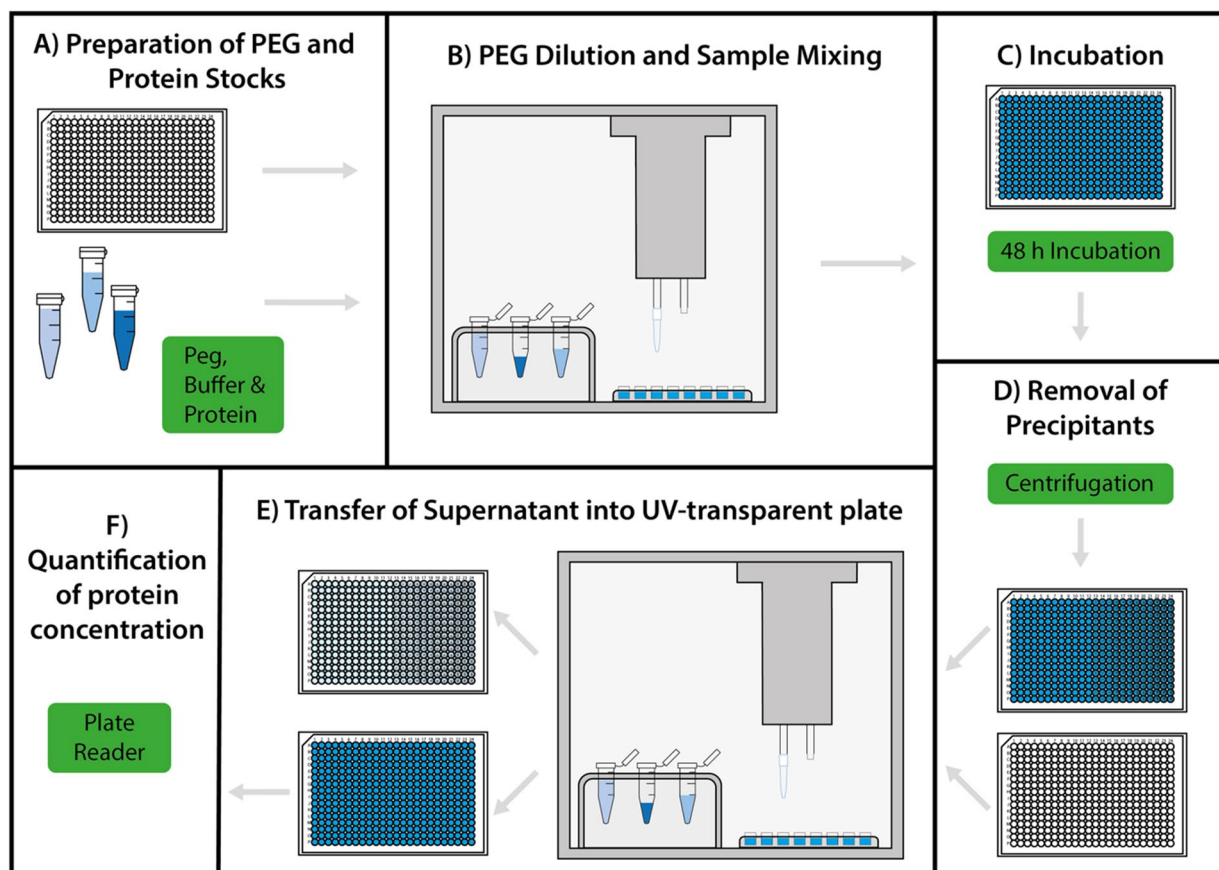 A) Preparation of PEG and
Protein Stocks
Peg,
Buffer &
Protein
B) PEG Dilution and Sample Mixing
C) Incubation
48 h Incubation
D) Removal of
Precipitants
Centrifugation
E) Transfer of Supernatant into UV-transparent plate
F)
Quantification
of protein
concentration
Plate
Reader